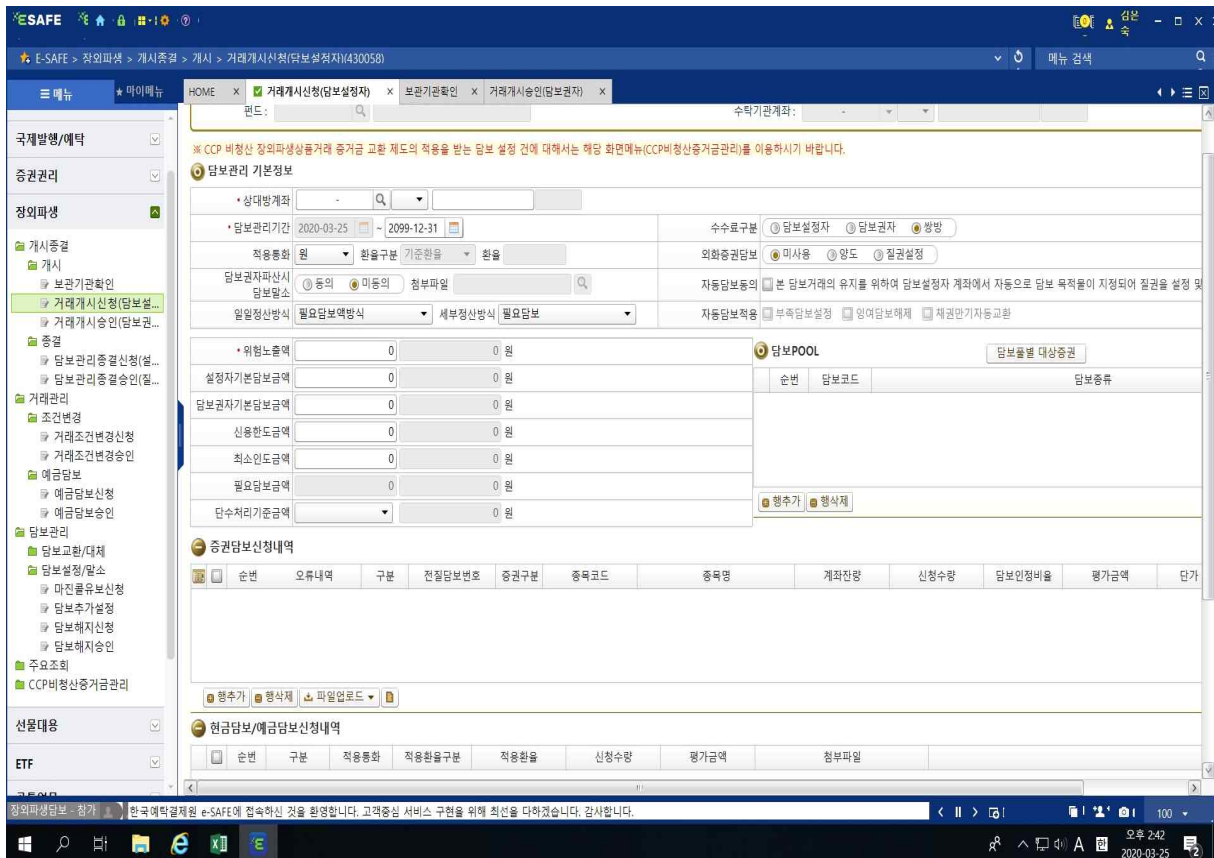 ESAFE
김은숙
E-SAFE > 장외파생 > 개시종결 > 개시 > 거래개시신청(담보설정자)(430058)
메뉴 검색
메뉴 마이메뉴
HOME × 거래개시신청(담보설정자) × 보관기관확인 × 거래개시승인(담보권자) ×
국제발행/예탁
증권권리
장외파생
개시종결
개시
보관기관확인
거래개시신청(담보설...
거래개시승인(담보권...
종결
담보관리종결신청(설...
담보관리종결승인(질...
거래관리
조건변경
거래조건변경신청
거래조건변경승인
예금담보
예금담보신청
예금담보승인
담보관리
담보교환/대체
담보설정/말소
마진콜유보신청
담보추가설정
담보해지신청
담보해지승인
주요조회
CCP비청산증거금관리
선물대용
ETF
펀드: 수탁기관계좌: -
※ CCP 비청산 장외파생상품거래 증거금 교환 제도의 적용을 받는 담보 설정 건에 대해서는 해당 화면메뉴(CCP비청산증거금관리)를 이용하시기 바랍니다.
담보관리 기본정보
• 상대방계좌 -
• 담보관리기간 2020-03-25 ~ 2099-12-31 수수료구분 담보설정자 담보권자 쌍방
적용통화 원 환율구분 기준환율 환율 외화증권담보 미사용 양도 질권설정
담보권자파산시 담보말소 동의 미동의 첨부파일 자동담보동의 본 담보거래의 유지를 위하여 담보설정자 계좌에서 자동으로 담보 목적물이 지정되어 질권을 설정 및
일일정산방식 필요담보액방식 세부정산방식 필요담보 자동담보적용 부족담보설정 잉여담보해제 채권만기자동교환
• 위험노출액 0 0 원
설정자기본담보금액 0 0 원
담보권자기본담보금액 0 0 원
신용한도금액 0 0 원
최소인도금액 0 0 원
필요담보금액 0 0 원
단수처리기준금액 0 원
담보POOL 담보풀별 대상증권
순번 담보코드 담보종류
행추가 행삭제
증권담보신청내역
순번 오류내역 구분 전질담보번호 증권구분 종목코드 종목명 계좌잔량 신청수량 담보인정비율 평가금액 단가
행추가 행삭제 파일업로드
현금담보/예금담보신청내역
순번 구분 적용통화 적용환율구분 적용환율 신청수량 평가금액 첨부파일
장외파생담보 - 참가 한국예탁결제원 e-SAFE에 접속하신 것을 환영합니다. 고객중심 서비스 구현을 위해 최선을 다하겠습니다. 감사합니다.
100
A 한 오후 2:42
2020-03-25